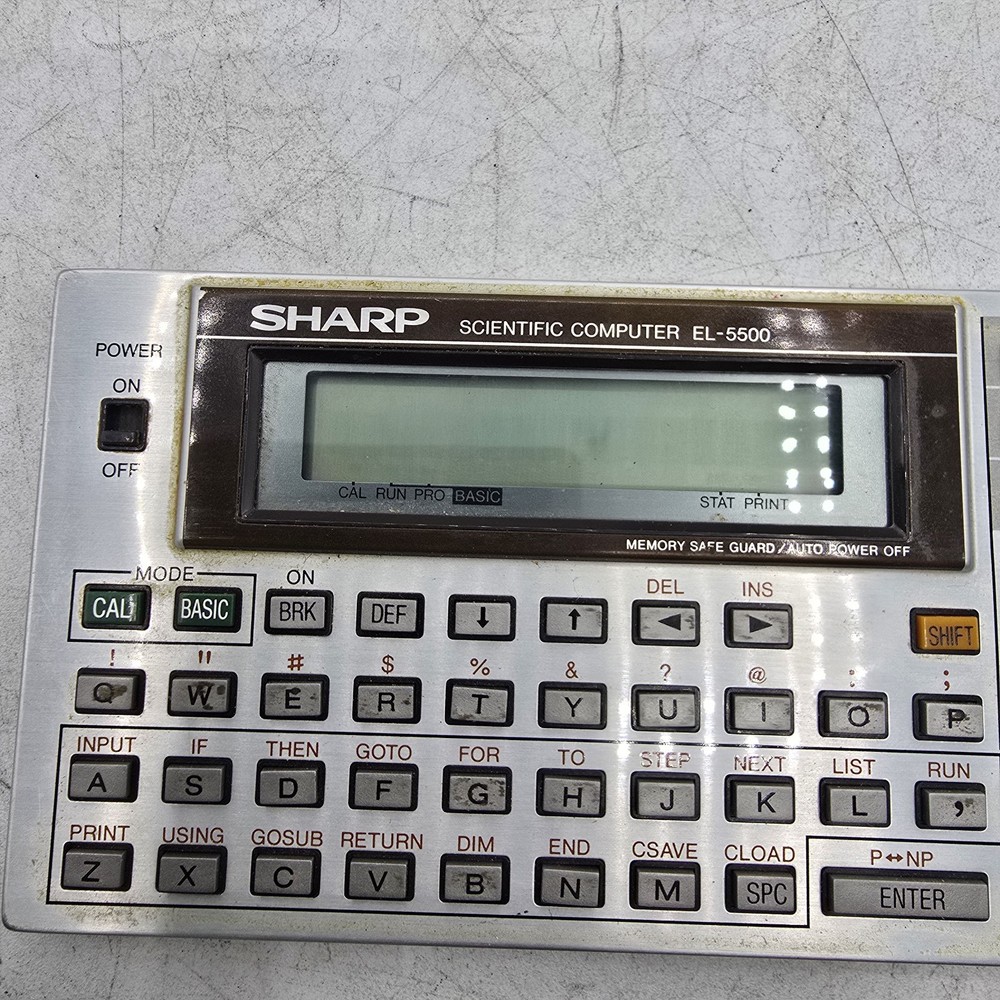 SHARP SCIENTIFIC COMPUTER EL-5500
POWER
ON
OFF
CAL RUN PRO BASIC STAT PRINT
MEMORY SAFE GUARD/AUTO POWER OFF
MODE ON DEL INS
CAL BASIC BRK DEF ↓ ↑ ◀ ▶ SHIFT
! " # $ % & ? @ : ;
Q W E R T Y U I O P
INPUT IF THEN GOTO FOR TO STEP NEXT LIST RUN
A S D F G H J K L ,
PRINT USING GOSUB RETURN DIM END CSAVE CLOAD P↔NP
Z X C V B N M SPC ENTER